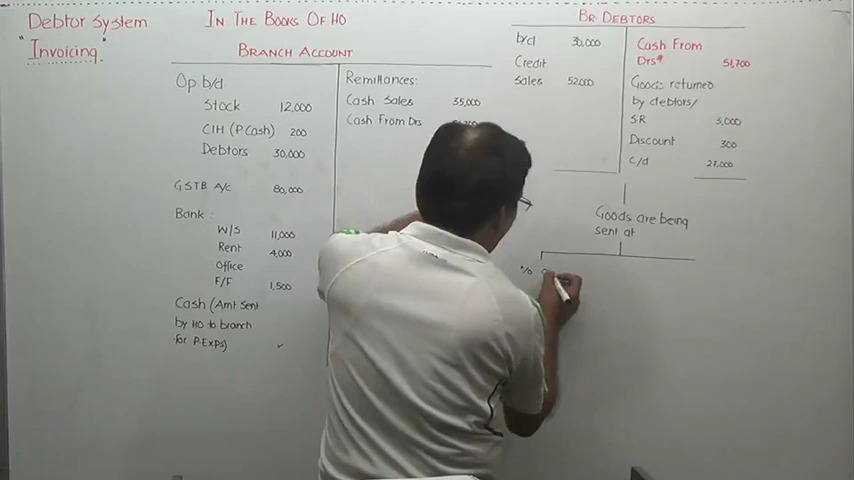 Debtor System
"Invoicing"
IN THE BOOKS OF HO
BRANCH ACCOUNT
Op b/d
Stock 12,000
CIH (P.Cash) 200
Debtors 30,000
GSTB A/c 80,000
Bank:
W/S 11,000
Rent 4,000
Office
F/F 1,500
Cash (Amt Sent
by HO to branch
for P.Exps) ✓
Remittances:
Cash Sales 35,000
Cash From Drs
BR DEBTORS
b/d 30,000
Credit
Sales 52,000
Cash From
Drs* 51,700
Goods returned
by debtors/
SR 3,000
Discount 300
c/d 27,000
Goods are being
sent at
%